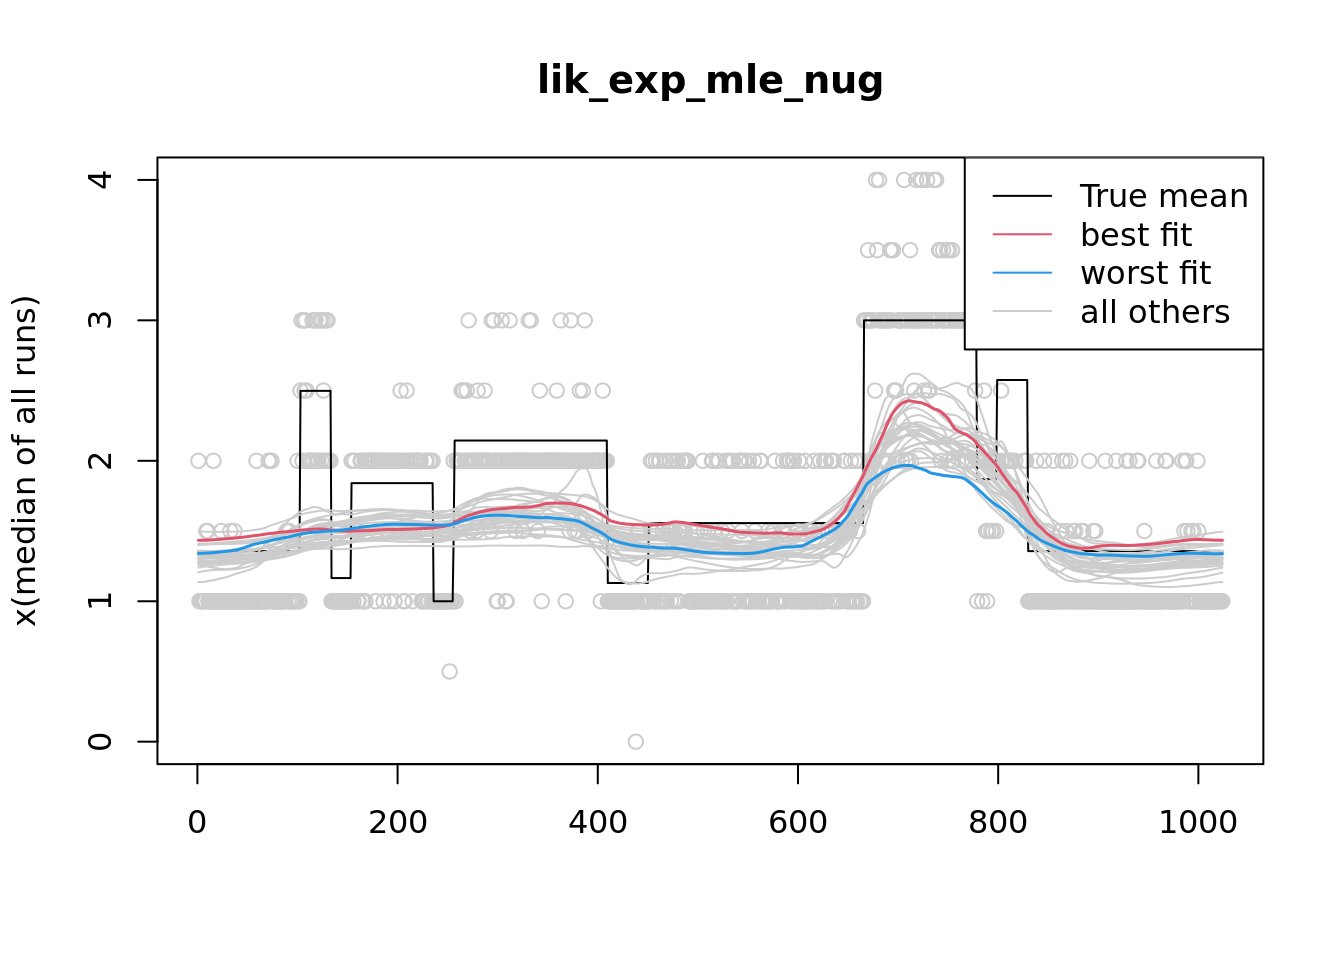 lik_exp_mle_nug
x(median of all runs)
4
3
2
1
0
True mean
best fit
worst fit
all others
0 200 400 600 800 1000